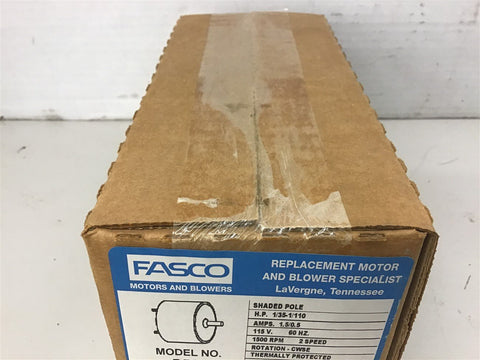 FASCO
MOTORS AND BLOWERS
REPLACEMENT MOTOR
AND BLOWER SPECIALIST
LaVergne, Tennessee
SHADED POLE
H.P. 1/35-1/110
AMPS. 1.5/0.5
115 V. 60 HZ.
1500 RPM 2 SPEED
ROTATION - CWSE
THERMALLY PROTECTED
MODEL NO.